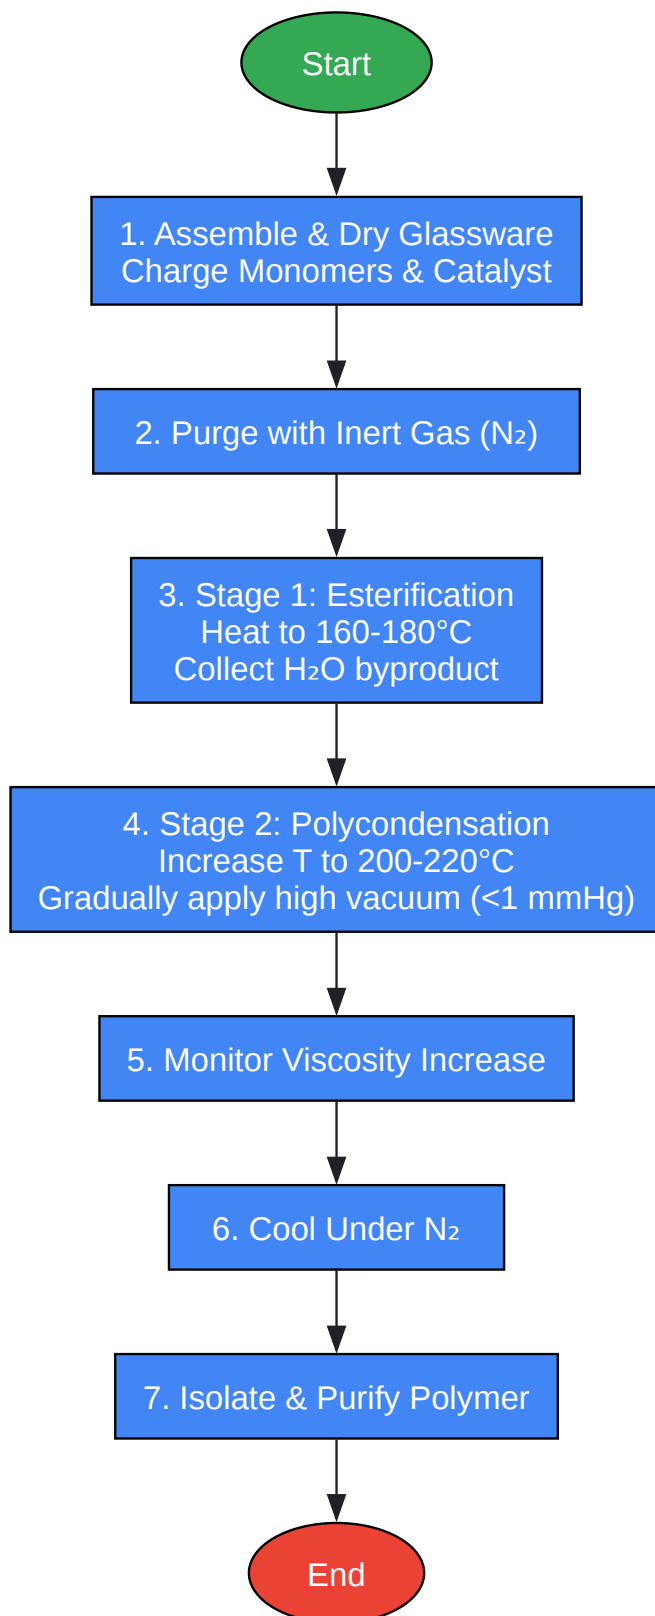 Start
1. Assemble & Dry Glassware
Charge Monomers & Catalyst
2. Purge with Inert Gas (N₂)
3. Stage 1: Esterification
Heat to 160-180°C
Collect H₂O byproduct
4. Stage 2: Polycondensation
Increase T to 200-220°C
Gradually apply high vacuum (<1 mmHg)
5. Monitor Viscosity Increase
6. Cool Under N₂
7. Isolate & Purify Polymer
End